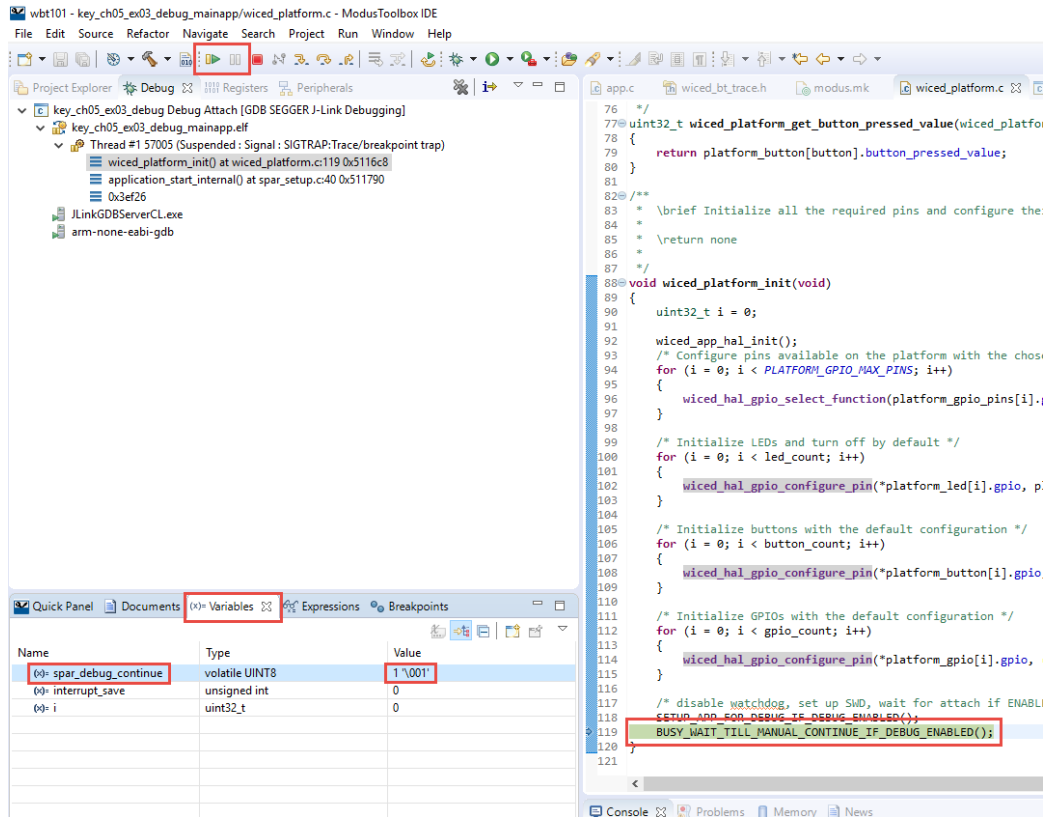 wbt101 - key_ch05_ex03_debug_mainapp/wiced_platform.c - ModusToolbox IDE
File Edit Source Refactor Navigate Search Project Run Window Help
Project Explorer Debug Registers Peripherals
key_ch05_ex03_debug Debug Attach [GDB SEGGER J-Link Debugging]
key_ch05_ex03_debug_mainapp.elf
Thread #1 57005 (Suspended : Signal : SIGTRAP:Trace/breakpoint trap)
wiced_platform_init() at wiced_platform.c:119 0x5116c8
application_start_internal() at spar_setup.c:40 0x511790
0x3ef26
JLinkGDBServerCL.exe
arm-none-eabi-gdb
Quick Panel Documents (x)= Variables Expressions Breakpoints
Name Type Value
(x)= spar_debug_continue volatile UINT8 1 '\001'
(x)= interrupt_save unsigned int 0
(x)= i uint32_t 0
app.c wiced_bt_trace.h modus.mk wiced_platform.c
76 */
77 uint32_t wiced_platform_get_button_pressed_value(wiced_platfo
78 {
79 return platform_button[button].button_pressed_value;
80 }
81
82 /**
83 * \brief Initialize all the required pins and configure the
84 *
85 * \return none
86 *
87 */
88 void wiced_platform_init(void)
89 {
90 uint32_t i = 0;
91
92 wiced_app_hal_init();
93 /* Configure pins available on the platform with the chos
94 for (i = 0; i < PLATFORM_GPIO_MAX_PINS; i++)
95 {
96 wiced_hal_gpio_select_function(platform_gpio_pins[i].g
97 }
98
99 /* Initialize LEDs and turn off by default */
100 for (i = 0; i < led_count; i++)
101 {
102 wiced_hal_gpio_configure_pin(*platform_led[i].gpio, p
103 }
104
105 /* Initialize buttons with the default configuration */
106 for (i = 0; i < button_count; i++)
107 {
108 wiced_hal_gpio_configure_pin(*platform_button[i].gpio
109 }
110
111 /* Initialize GPIOs with the default configuration */
112 for (i = 0; i < gpio_count; i++)
113 {
114 wiced_hal_gpio_configure_pin(*platform_gpio[i].gpio,
115 }
116
117 /* disable watchdog, set up SWD, wait for attach if ENABL
118 SETUP_APP_FOR_DEBUG_IF_DEBUG_ENABLED();
119 BUSY_WAIT_TILL_MANUAL_CONTINUE_IF_DEBUG_ENABLED();
120 }
121
Console Problems Memory News